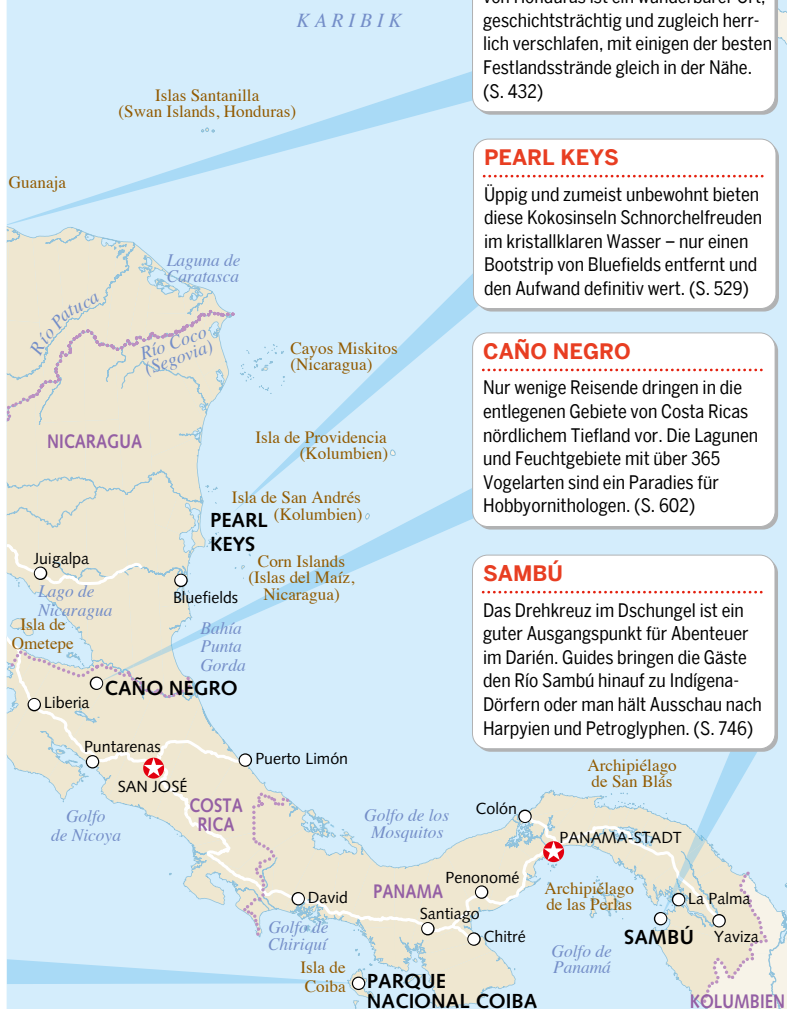 KARIBIK
geschichtsträchtig und zugleich herr-
lich verschlafen, mit einigen der besten
Festlandsstrände gleich in der Nähe.
(S. 432)
Islas Santanilla
(Swan Islands, Honduras)
Guanaja
PEARL KEYS
Üppig und zumeist unbewohnt bieten
diese Kokosinseln Schnorchelfreuden
im kristallklaren Wasser – nur einen
Bootstrip von Bluefields entfernt und
den Aufwand definitiv wert. (S. 529)
Laguna de
Caratasca
Río Patuca
Río Coco
(Segovia)
Cayos Miskitos
(Nicaragua)
CAÑO NEGRO
Nur wenige Reisende dringen in die
entlegenen Gebiete von Costa Ricas
nördlichem Tiefland vor. Die Lagunen
und Feuchtgebiete mit über 365
Vogelarten sind ein Paradies für
Hobbyornithologen. (S. 602)
NICARAGUA
Isla de Providencia
(Kolumbien)
Isla de San Andrés
(Kolumbien)
PEARL
KEYS
Corn Islands
(Islas del Maíz,
Nicaragua)
Juigalpa
Bluefields
Lago de
Nicaragua
Isla de
Ometepe
Bahía
Punta
Gorda
SAMBÚ
Das Drehkreuz im Dschungel ist ein
guter Ausgangspunkt für Abenteuer
im Darién. Guides bringen die Gäste
den Río Sambú hinauf zu Indígena-
Dörfern oder man hält Ausschau nach
Harpyien und Petroglyphen. (S. 746)
CAÑO NEGRO
Liberia
Puntarenas
SAN JOSÉ
Puerto Limón
COSTA
RICA
Golfo
de Nicoya
Golfo de los
Mosquitos
Archipiélago
de San Blás
Colón
PANAMA-STADT
Penonomé
PANAMA
David
Santiago
Chitré
Archipiélago
de las Perlas
La Palma
SAMBÚ
Yaviza
Golfo de
Chiriquí
Golfo de
Panamá
Isla de
Coiba
PARQUE
NACIONAL COIBA
KOLUMBIEN